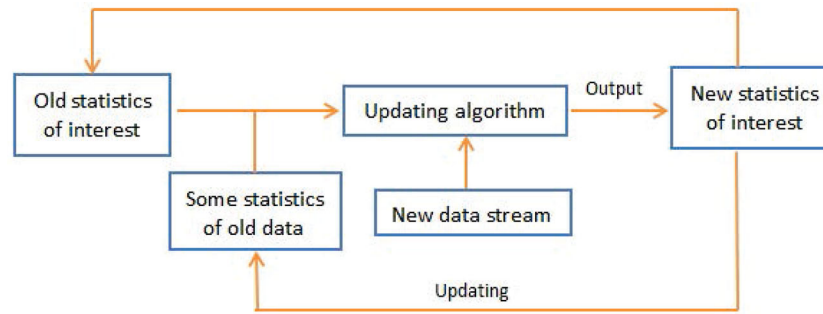 Old statistics
of interest
Updating algorithm
Output
New statistics
of interest
Some statistics
of old data
New data stream
Updating